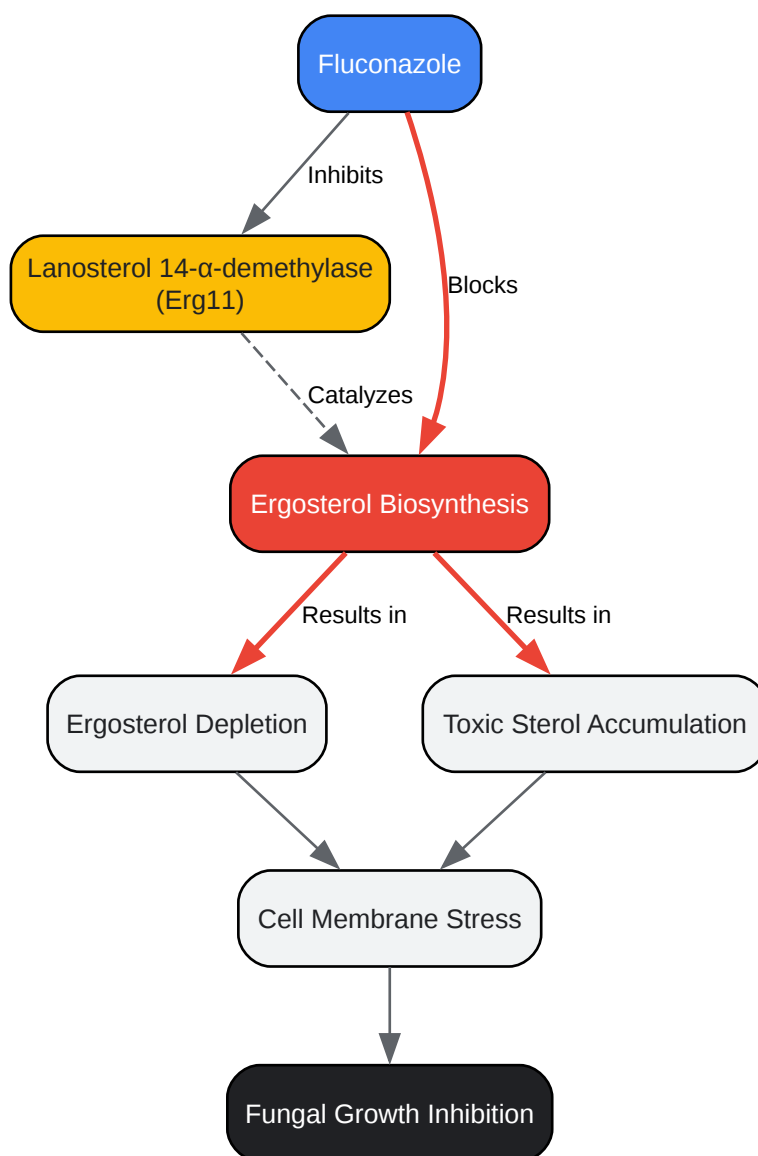 Fluconazole
Inhibits
Lanosterol 14-α-demethylase
(Erg11)
Blocks
Catalyzes
Ergosterol Biosynthesis
Results in
Results in
Ergosterol Depletion
Toxic Sterol Accumulation
Cell Membrane Stress
Fungal Growth Inhibition